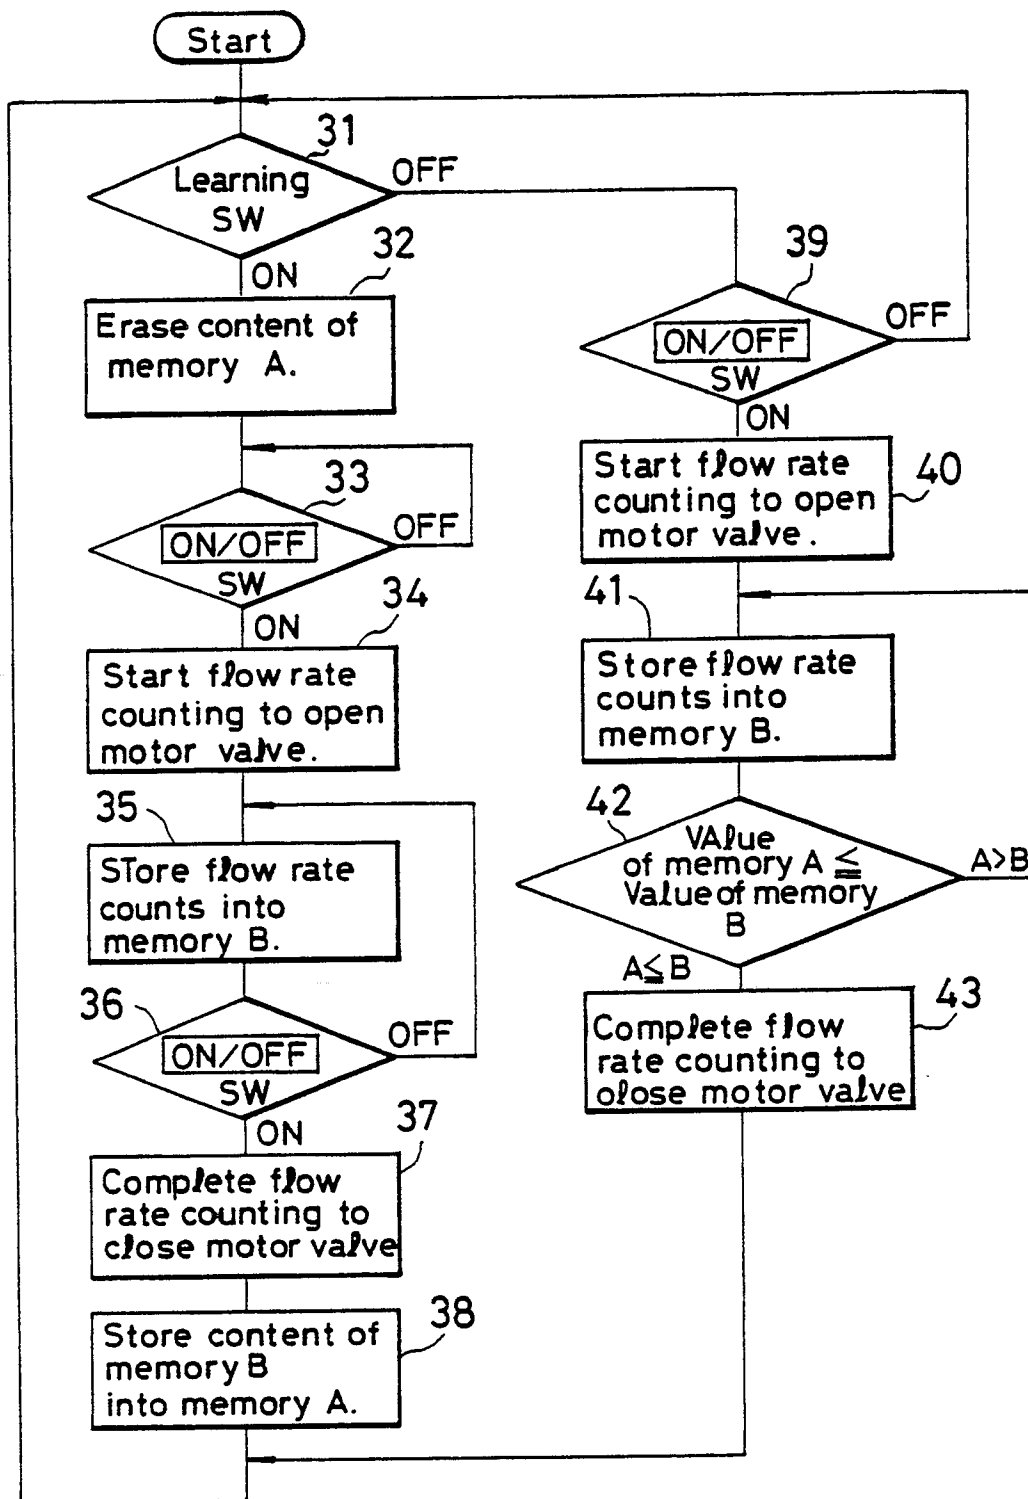 Start
31
Learning
SW
OFF
ON
32
Erase content of
memory A.
33
ON/OFF
SW
OFF
ON
34
Start flow rate
counting to open
motor valve.
35
STore flow rate
counts into
memory B.
36
ON/OFF
SW
OFF
ON
37
Complete flow
rate counting to
close motor valve
38
Store content of
memory B
into memory A.
39
ON/OFF
SW
OFF
ON
40
Start flow rate
counting to open
motor valve.
41
Store flow rate
counts into
memory B.
42
VAlue
of memory A ≦
Value of memory
B
A>B
A≦B
43
Complete flow
rate counting to
olose motor valve